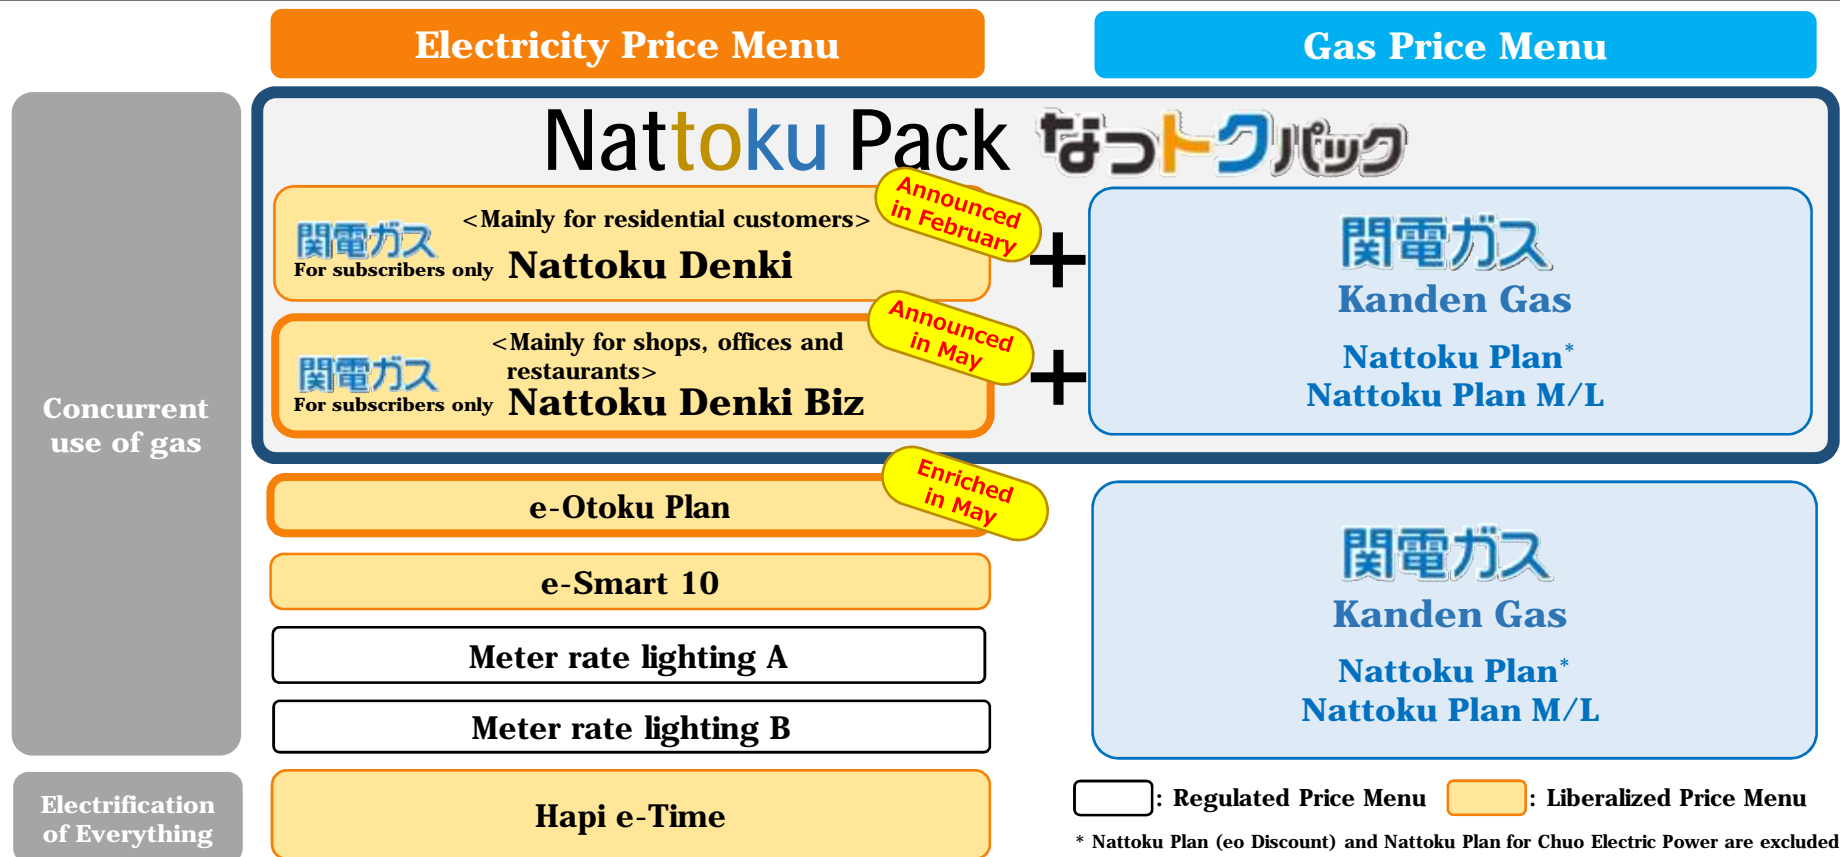 Electricity Price Menu
Gas Price Menu
Concurrent
use of gas
Nattoku Pack なっトクパック
関電ガス
For subscribers only
<Mainly for residential customers>
Nattoku Denki
Announced
in February
+
関電ガス
For subscribers only
<Mainly for shops, offices and
restaurants>
Nattoku Denki Biz
Announced
in May
+
関電ガス
Kanden Gas
Nattoku Plan*
Nattoku Plan M/L
e-Otoku Plan
Enriched
in May
e-Smart 10
Meter rate lighting A
Meter rate lighting B
関電ガス
Kanden Gas
Nattoku Plan*
Nattoku Plan M/L
Electrification
of Everything
Hapi e-Time
: Regulated Price Menu : Liberalized Price Menu
* Nattoku Plan (eo Discount) and Nattoku Plan for Chuo Electric Power are excluded